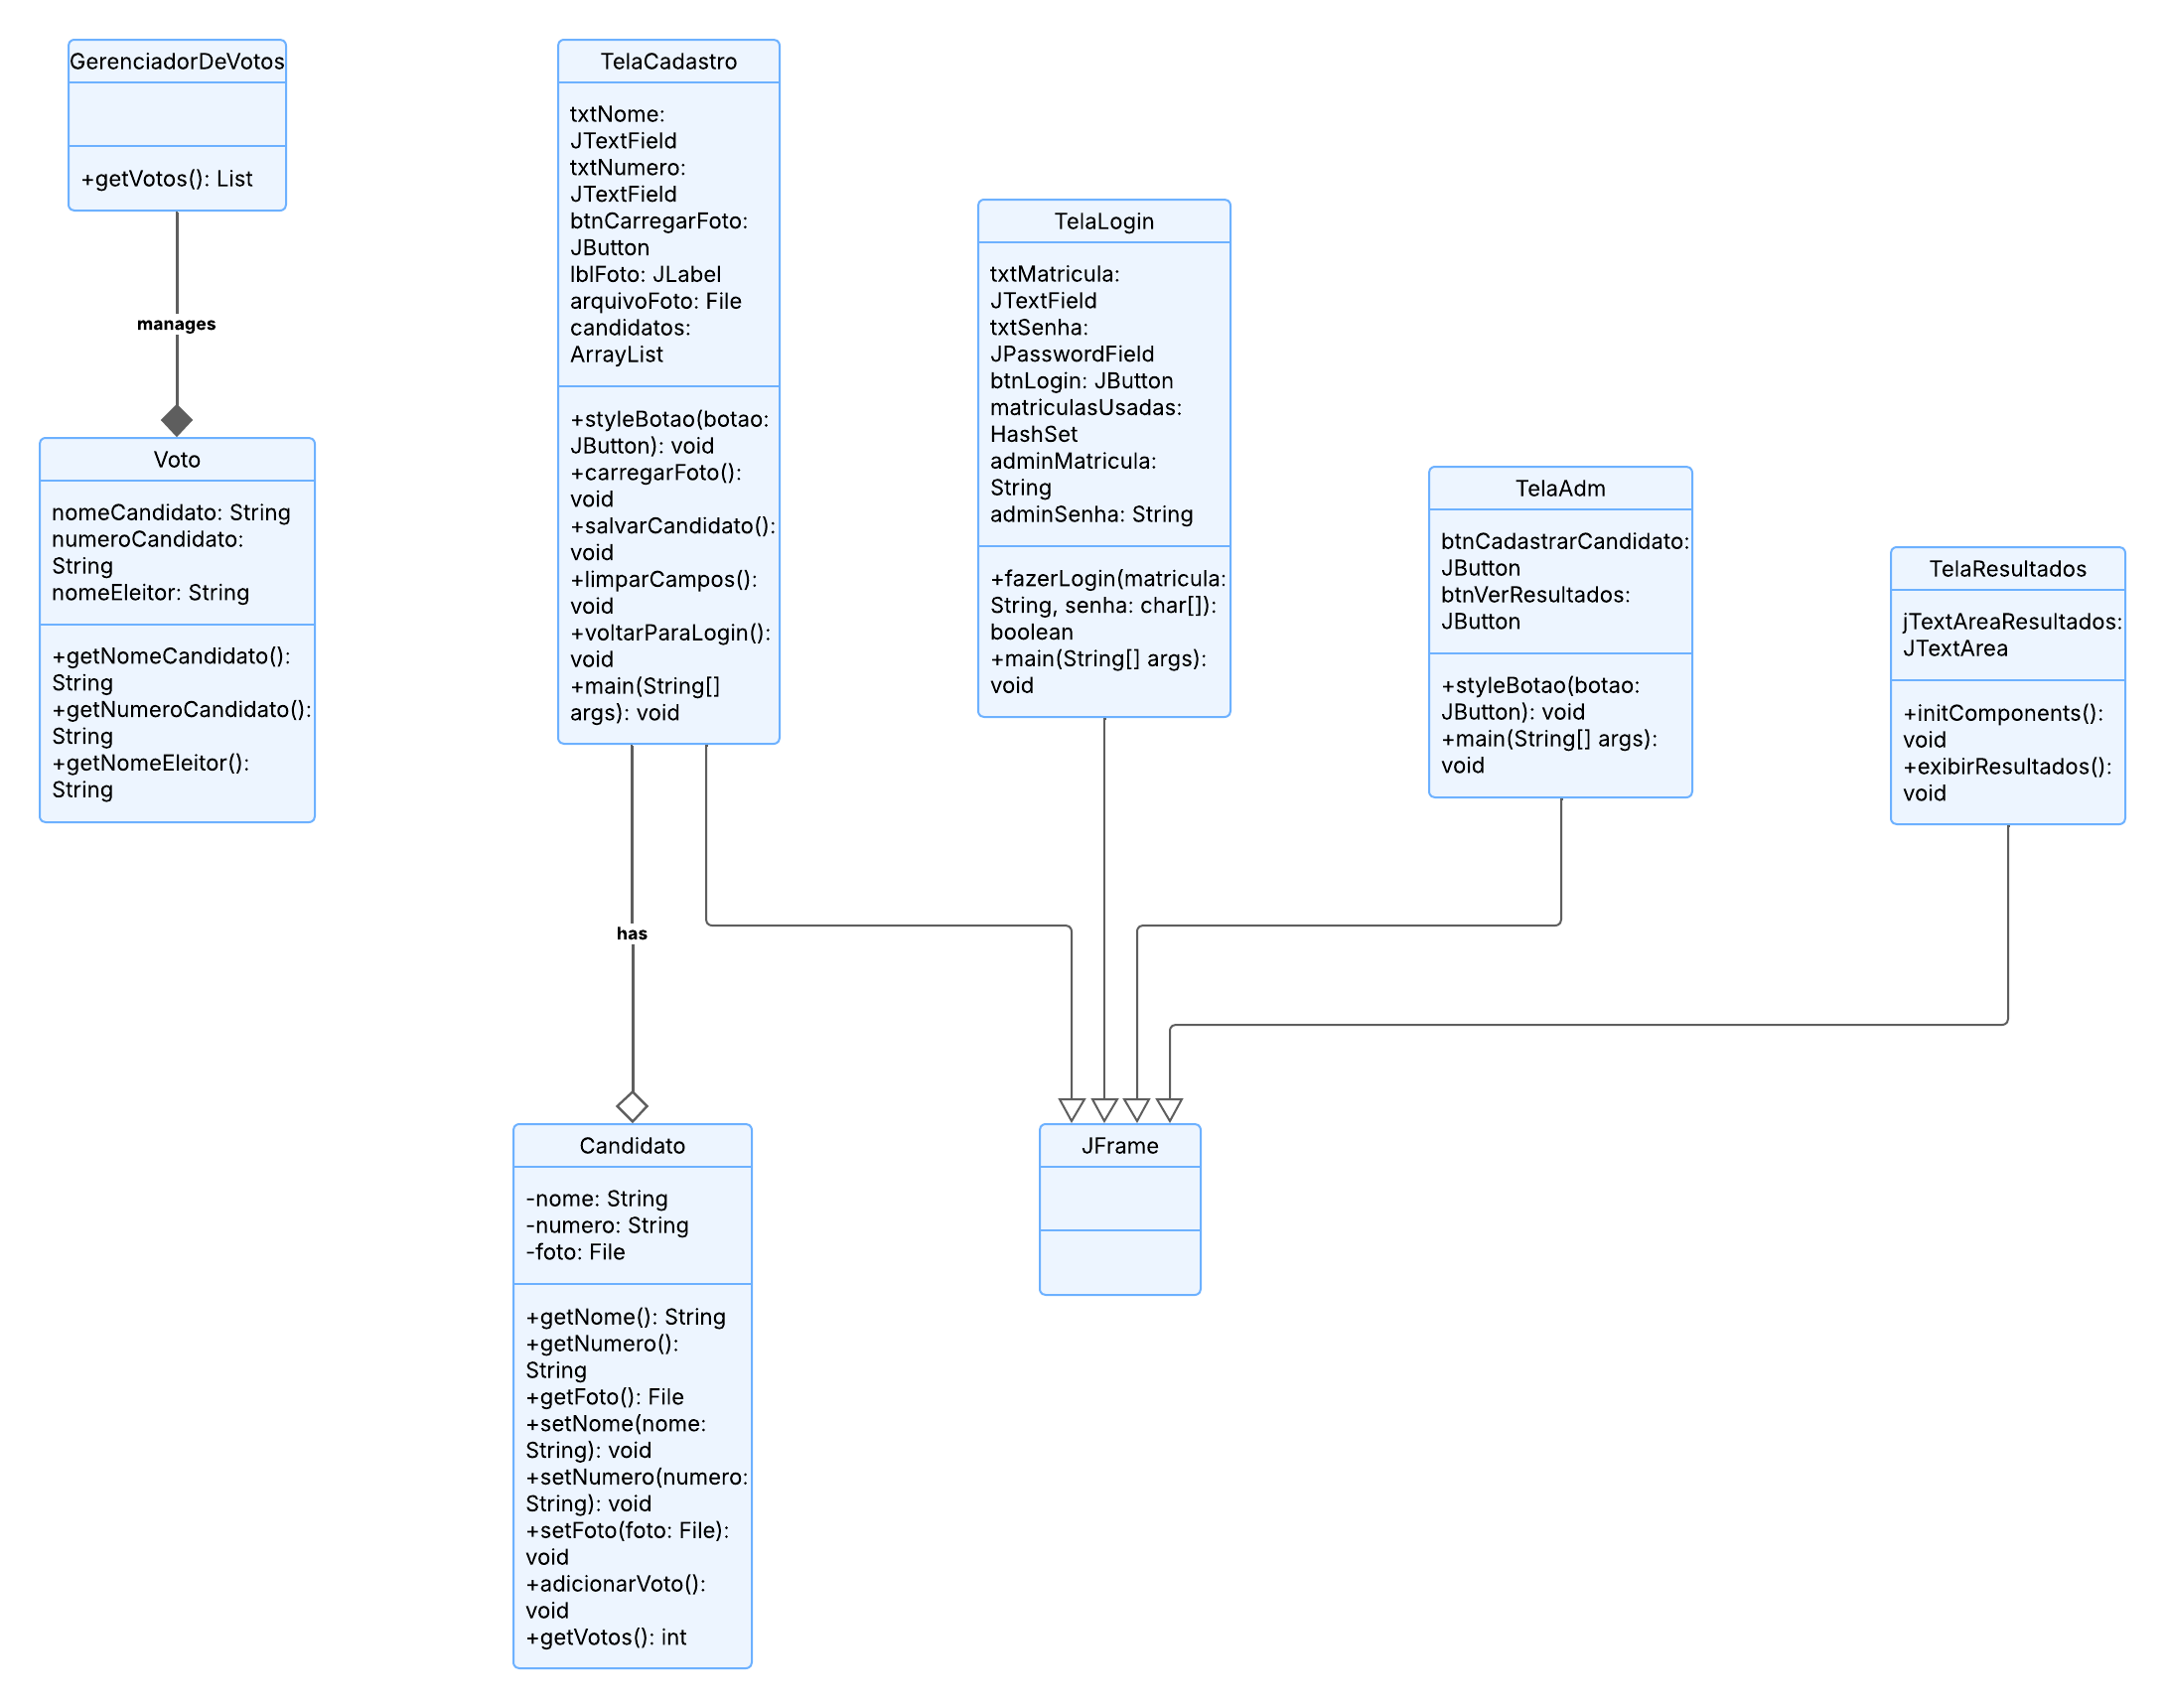 GerenciadorDeVotos
+getVotos(): List
manages
Voto
nomeCandidato: String
numeroCandidato:
String
nomeEleitor: String
+getNomeCandidato():
String
+getNumeroCandidato():
String
+getNomeEleitor():
String
TelaCadastro
txtNome:
JTextField
txtNumero:
JTextField
btnCarregarFoto:
JButton
lblFoto: JLabel
arquivoFoto: File
candidatos:
ArrayList
+styleBotao(botao:
JButton): void
+carregarFoto():
void
+salvarCandidato():
void
+limparCampos():
void
+voltarParaLogin():
void
+main(String[]
args): void
has
Candidato
-nome: String
-numero: String
-foto: File
+getNome(): String
+getNumero():
String
+getFoto(): File
+setNome(nome:
String): void
+setNumero(numero:
String): void
+setFoto(foto: File):
void
+adicionarVoto():
void
+getVotos(): int
TelaLogin
txtMatricula:
JTextField
txtSenha:
JPasswordField
btnLogin: JButton
matriculasUsadas:
HashSet
adminMatricula:
String
adminSenha: String
+fazerLogin(matricula:
String, senha: char[]):
boolean
+main(String[] args):
void
TelaAdm
btnCadastrarCandidato:
JButton
btnVerResultados:
JButton
+styleBotao(botao:
JButton): void
+main(String[] args):
void
TelaResultados
jTextAreaResultados:
JTextArea
+initComponents():
void
+exibirResultados():
void
JFrame